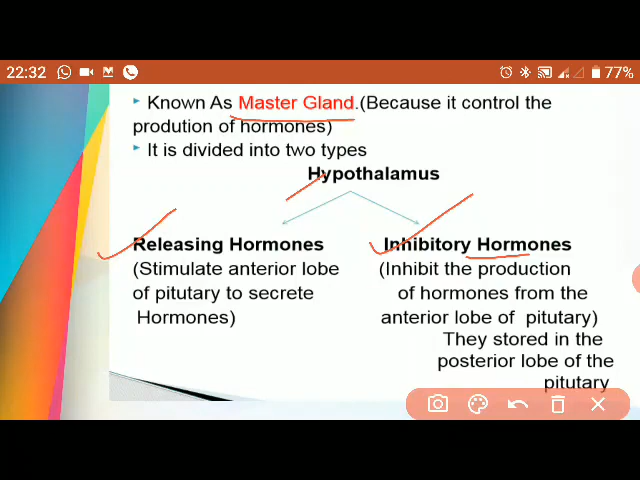 22:32
77%
Known As Master Gland.(Because it control the
prodution of hormones)
It is divided into two types
Hypothalamus
Releasing Hormones
(Stimulate anterior lobe
of pitutary to secrete
Hormones)
Inhibitory Hormones
(Inhibit the production
of hormones from the
anterior lobe of pitutary)
They stored in the
posterior lobe of the
pitutary